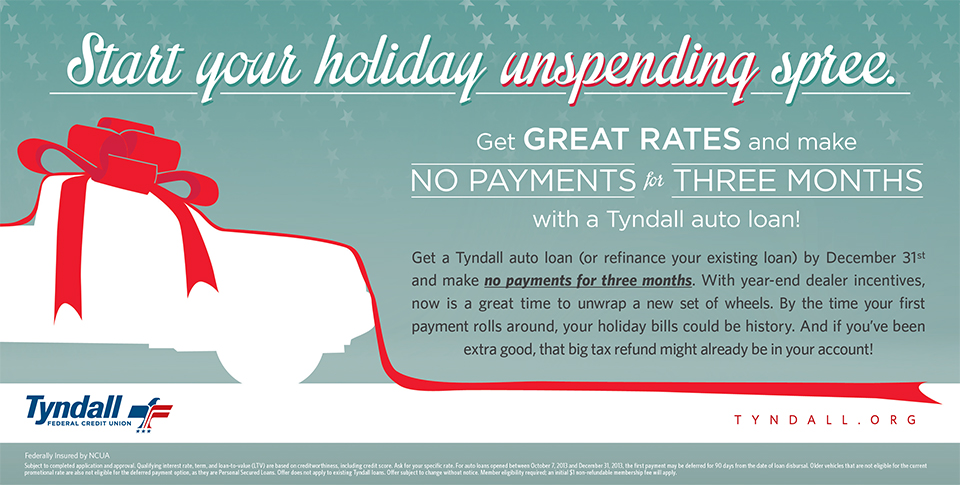 Start your holiday unspending spree.
Get GREAT RATES and make
NO PAYMENTS for THREE MONTHS
with a Tyndall auto loan!
Get a Tyndall auto loan (or refinance your existing loan) by December 31st
and make no payments for three months. With year-end dealer incentives,
now is a great time to unwrap a new set of wheels. By the time your first
payment rolls around, your holiday bills could be history. And if you've been
extra good, that big tax refund might already be in your account!
Tyndall
FEDERAL CREDIT UNION
TYNDALL.ORG
Federally Insured by NCUA
Subject to completed application and approval. Qualifying interest rate, term, and loan-to-value (LTV) are based on creditworthiness, including credit score. Ask for your specific rate. For auto loans opened between October 7, 2013 and December 31, 2013, the first payment may be deferred for 90 days from the date of loan disbursal. Older vehicles that are not eligible for the current
promotional rate are also not eligible for the deferred payment option, as they are Personal Secured Loans. Offer does not apply to existing Tyndall loans. Offer subject to change without notice. Member eligibility required; an initial $1 non-refundable membership fee will apply.